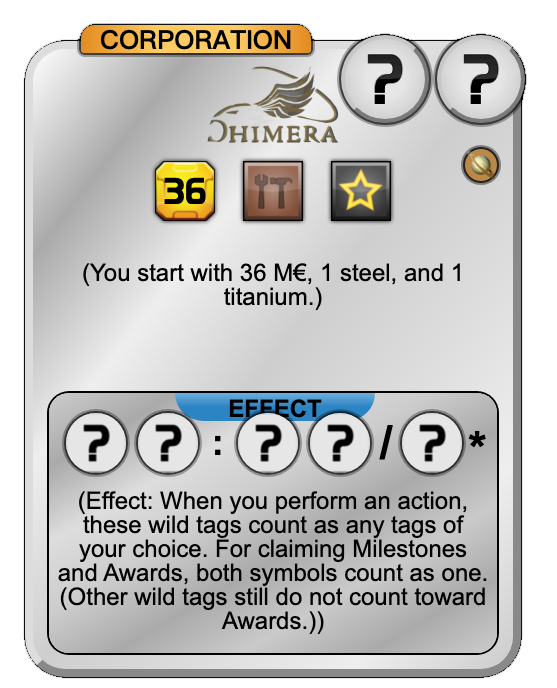 CORPORATION
? ?
CHIMERA
36
(You start with 36 M€, 1 steel, and 1
titanium.)
EFFECT
? ? : ? ? / ? *
(Effect: When you perform an action,
these wild tags count as any tags of
your choice. For claiming Milestones
and Awards, both symbols count as one.
(Other wild tags still do not count toward
Awards.))